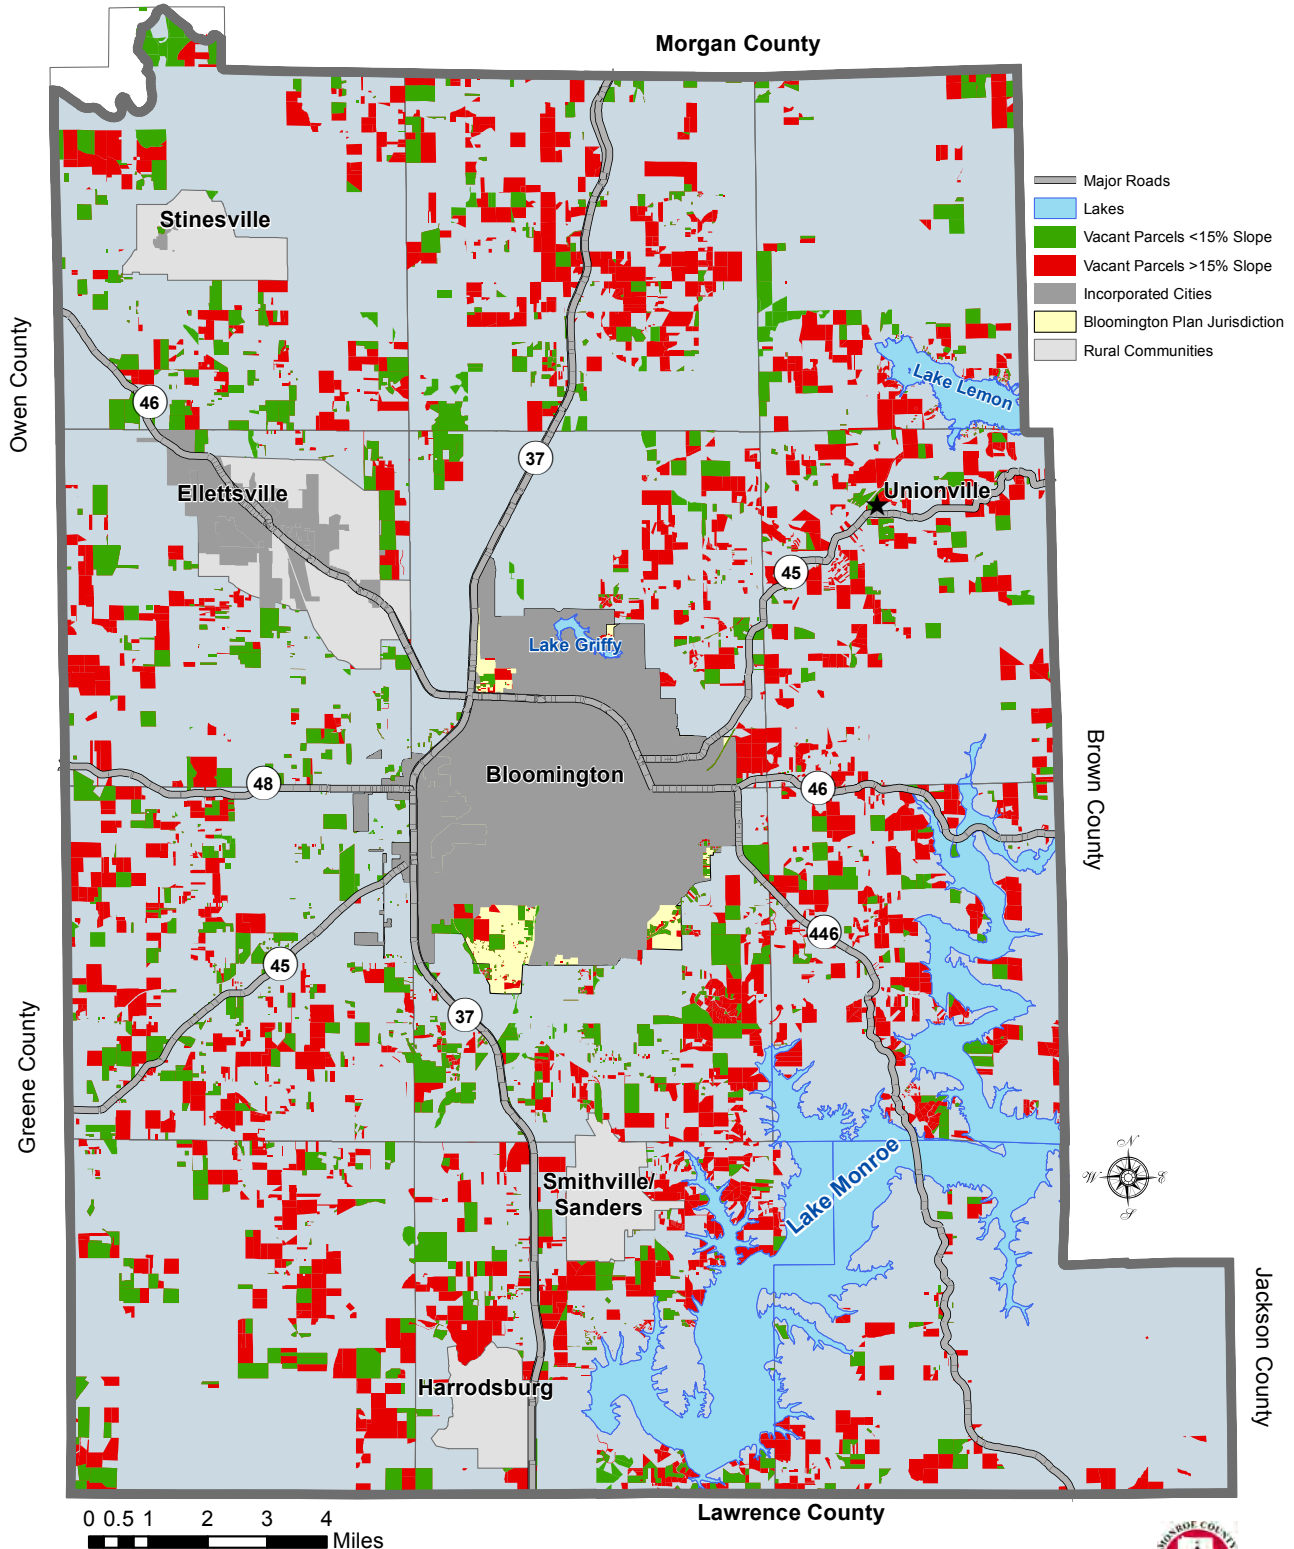 Morgan County
Major Roads
Lakes
Vacant Parcels <15% Slope
Vacant Parcels >15% Slope
Incorporated Cities
Bloomington Plan Jurisdiction
Rural Communities
Stinesville
Owen County
Lake Lemon
46
37
Ellettsville
Unionville
45
Lake Griffy
Bloomington
48
46
Brown County
446
45
37
Greene County
Smithville/
Sanders
Lake Monroe
N
W
E
S
Jackson County
Harrodsburg
Lawrence County
0 0.5 1 2 3 4
Miles
MONROE COUNTY